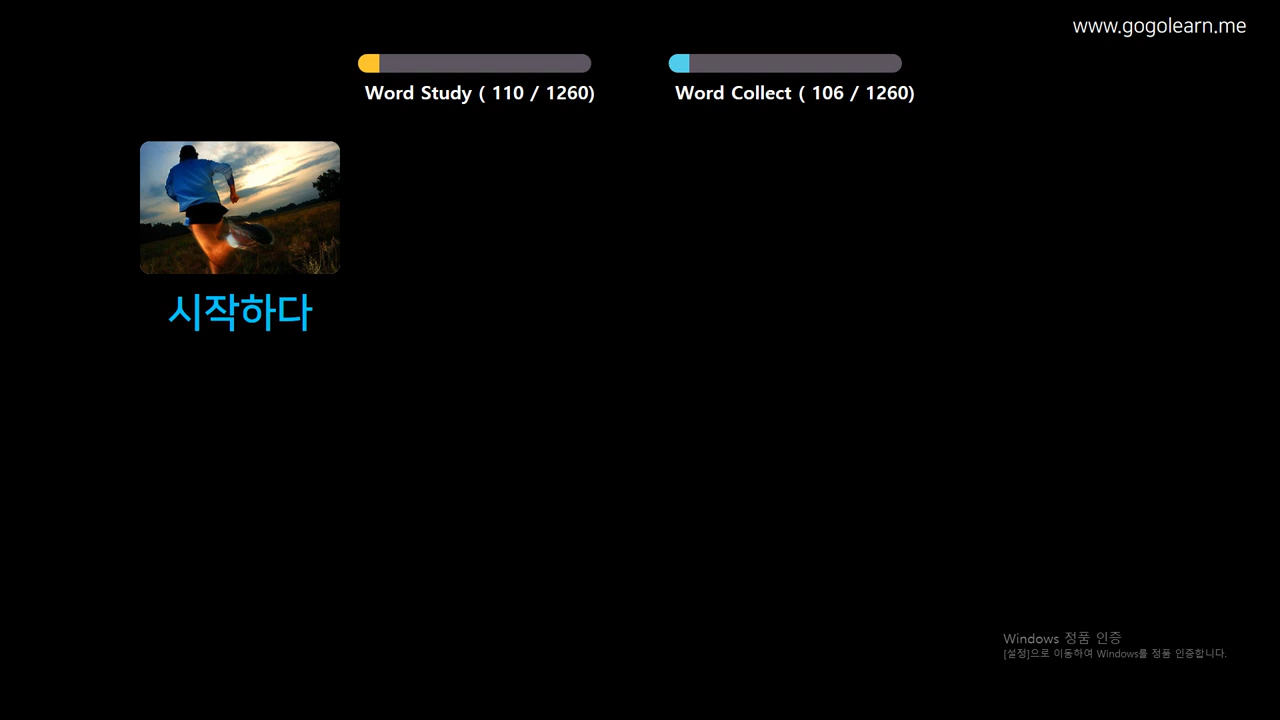 www.gogolearn.me
Word Study ( 110 / 1260)
Word Collect ( 106 / 1260)
시작하다
Windows 정품 인증
[설정]으로 이동하여 Windows를 정품 인증합니다.